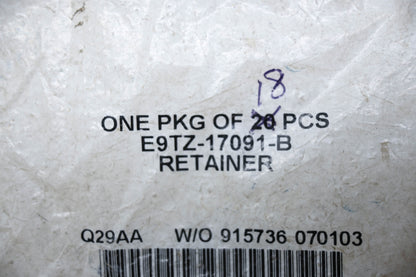 18
ONE PKG OF 20 PCS
E9TZ-17091-B
RETAINER
Q29AA W/O 915736 070103